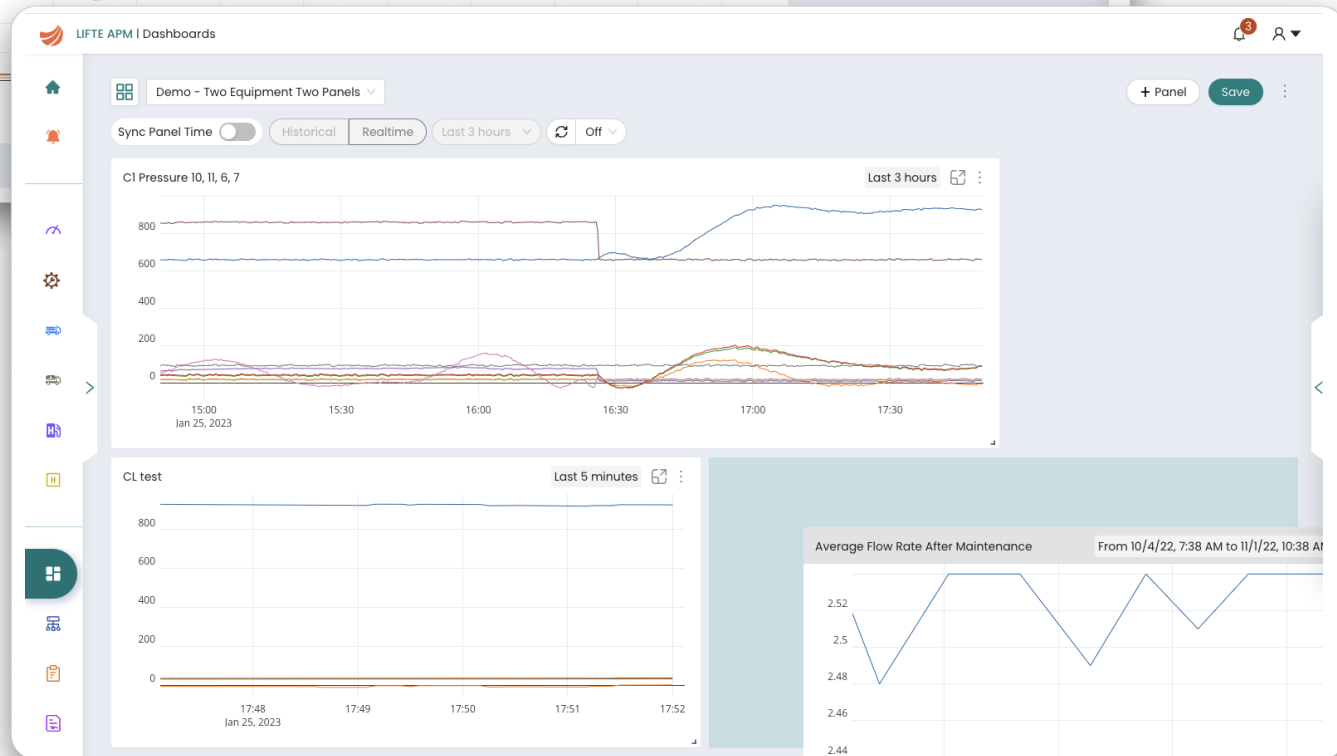 LIFTE APM | Dashboards
3
Demo - Two Equipment Two Panels
+ Panel
Save
Sync Panel Time
Historical
Realtime
Last 3 hours
Off
C1 Pressure 10, 11, 6, 7
Last 3 hours
800
600
400
200
0
15:00
15:30
16:00
16:30
17:00
17:30
Jan 25, 2023
CL test
Last 5 minutes
800
600
400
200
0
17:48
17:49
17:50
17:51
17:52
Jan 25, 2023
Average Flow Rate After Maintenance
From 10/4/22, 7:38 AM to 11/1/22, 10:38 AM
2.52
2.5
2.48
2.46
2.44
H
H